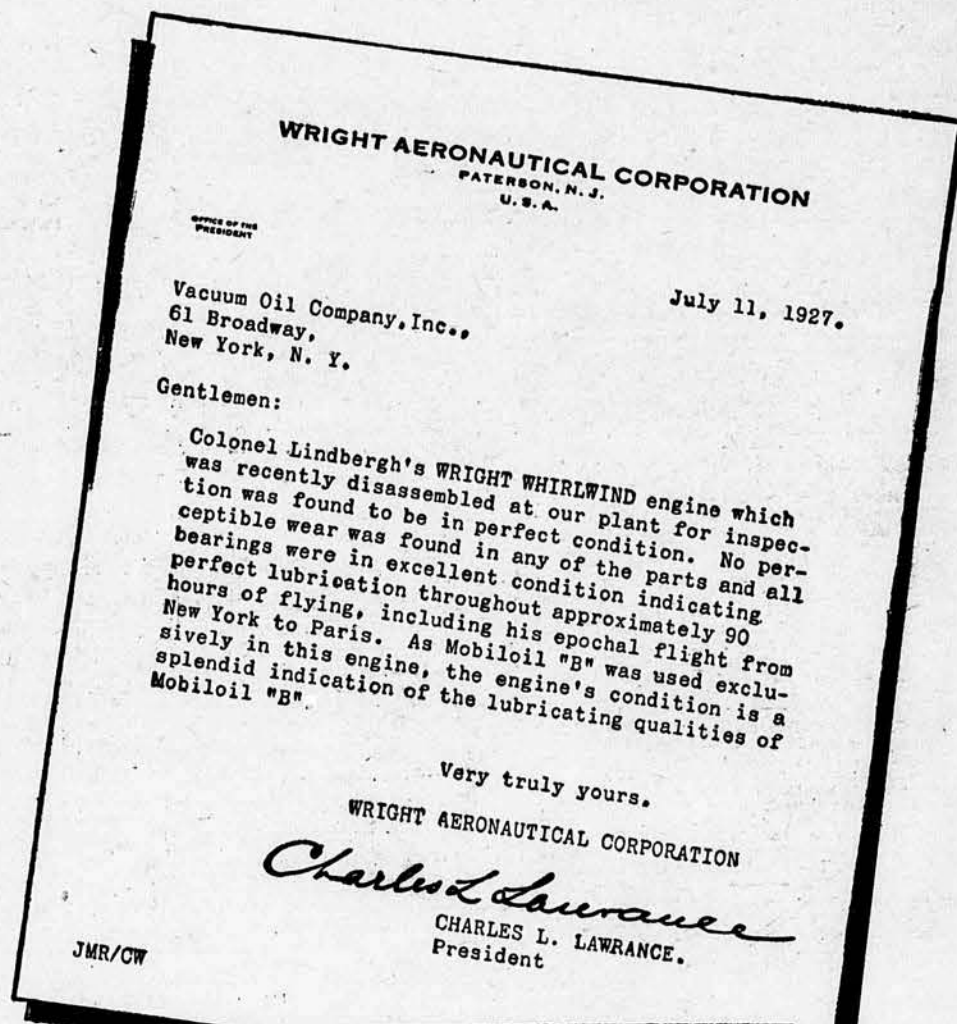 WRIGHT AERONAUTICAL CORPORATION
PATERSON, N. J.
U. S. A.
OFFICE OF THE
PRESIDENT
July 11, 1927.
Vacuum Oil Company, Inc.,
61 Broadway,
New York, N. Y.
Gentlemen:
Colonel Lindbergh's WRIGHT WHIRLWIND engine which
was recently disassembled at our plant for inspec-
tion was found to be in perfect condition. No per-
ceptible wear was found in any of the parts and all
bearings were in excellent condition indicating
perfect lubrication throughout approximately 90
hours of flying, including his epochal flight from
New York to Paris. As Mobiloil "B" was used exclu-
sively in this engine, the engine's condition is a
splendid indication of the lubricating qualities of
Mobiloil "B".
Very truly yours.
WRIGHT AERONAUTICAL CORPORATION
Charles L Lawrance
CHARLES L. LAWRANCE.
President
JMR/CW